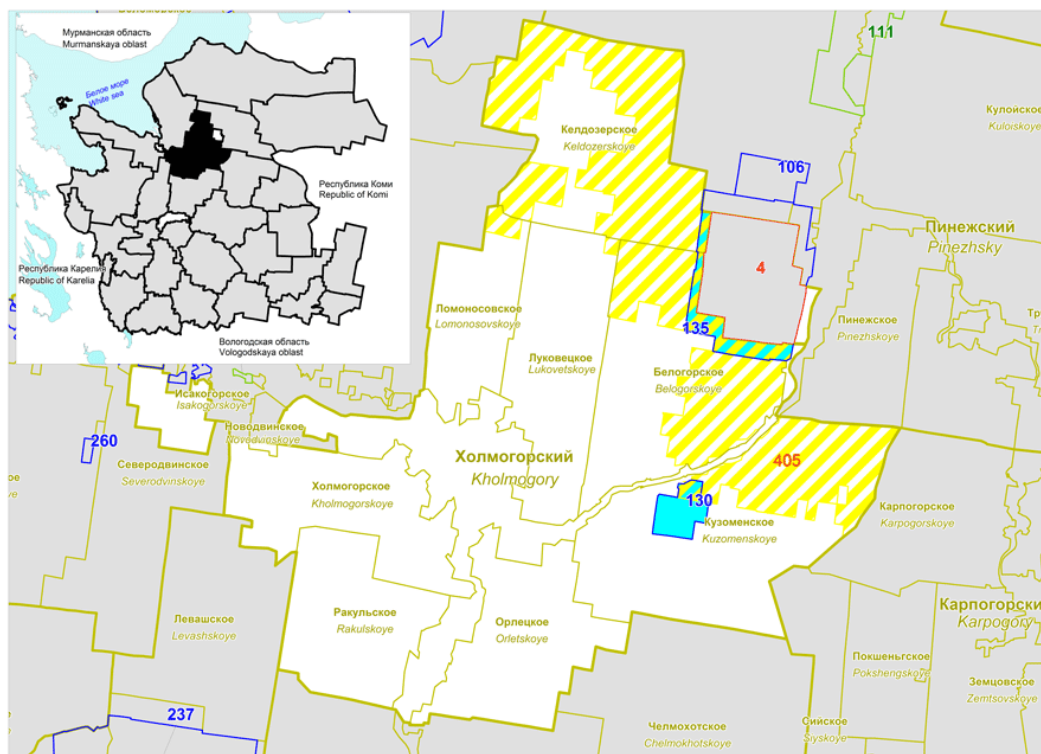 Мурманская область
Murmanskaya oblast
Белое море
White sea
Республика Коми
Republic of Komi
Республика Карелия
Republic of Karelia
Вологодская область
Vologodskaya oblast
111
Кулойское
Kuloiskoye
Келдозерское
Keldozerskoye
106
Пинежский
Pinezhsky
4
Ломоносовское
Lomonosovskoye
135
Пинежское
Pinezhskoye
Луковецкое
Lukovetskoye
Белогорское
Belogorskoye
Исакогорское
Isakogorskoye
Новодвинское
Novodvinskoye
260
Северодвинское
Severodvinskoye
Холмогорский
Kholmogory
405
Холмогорское
Kholmogorskoye
130
Кузоменское
Kuzomenskoye
Карпогорское
Karpogorskoye
Левашское
Levashskoye
Ракульское
Rakulskoye
Орлецкое
Orletskoye
Карпогорски
Karpogory
Покшеньгское
Pokshengskoye
Земцовское
Zemtsovskoye
237
Челмохотское
Chelmokhotskoye
Сийское
Siyskoye